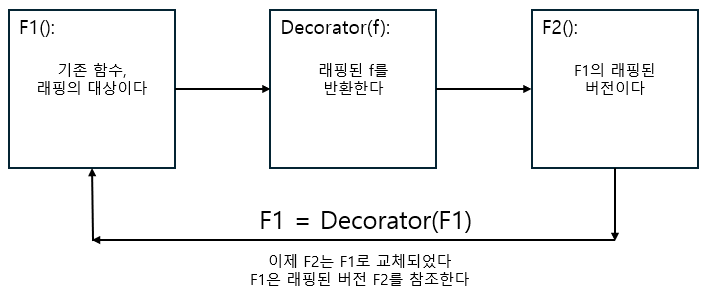 F1():
기존 함수,
래핑의 대상이다
Decorator(f):
래핑된 f를
반환한다
F2():
F1의 래핑된
버전이다
F1 = Decorator(F1)
이제 F2는 F1로 교체되었다
F1은 래핑된 버전 F2를 참조한다